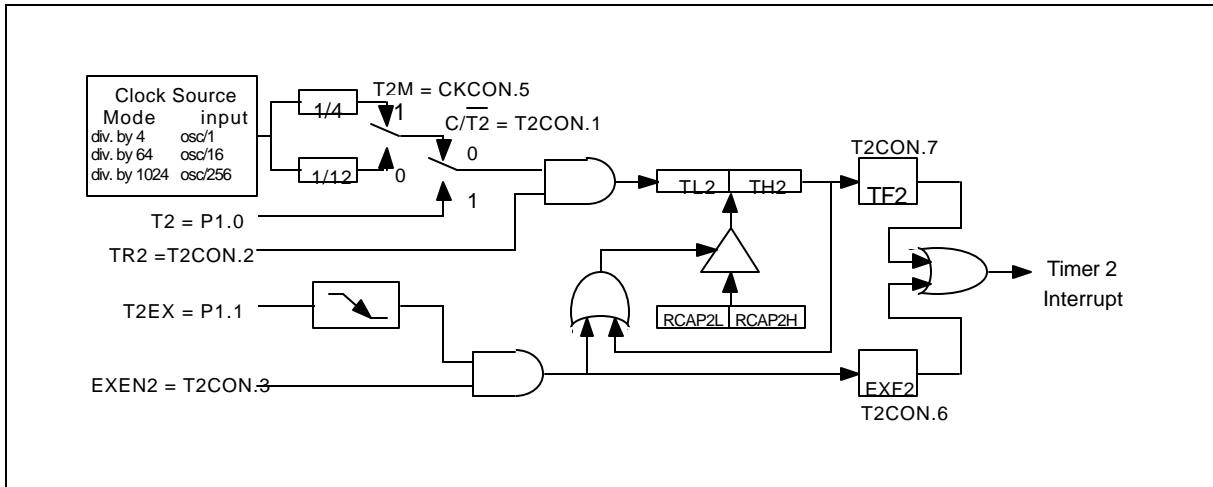 Clock Source
Mode input
div. by 4 osc/1
div. by 64 osc/16
div. by 1024 osc/256
1/4
1/12
T2M = CKCON.5
1
0
C/T2 = T2CON.1
0
1
T2 = P1.0
TR2 =T2CON.2
T2EX = P1.1
EXEN2 = T2CON.3
TL2 TH2
RCAP2L RCAP2H
T2CON.7
TF2
EXF2
T2CON.6
Timer 2
Interrupt